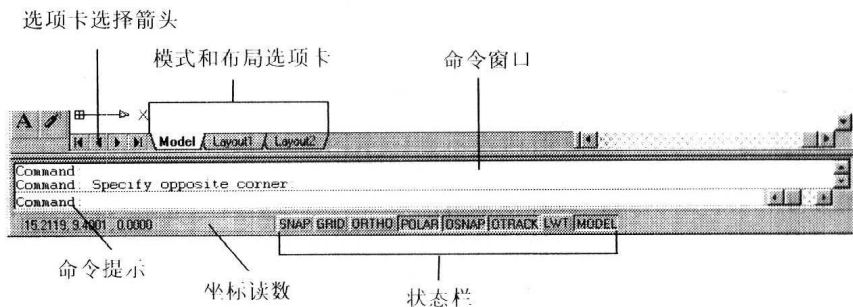 选项卡选择箭头
模式和布局选项卡
命令窗口
A
X
Model Layout1 Layout2
Command:
Command: Specify opposite corner:
Command:
15.2119, 9.4001, 0.0000
SNAP GRID ORTHO POLAR OSNAP OTRACK LWT MODEL
命令提示
坐标读数
状态栏